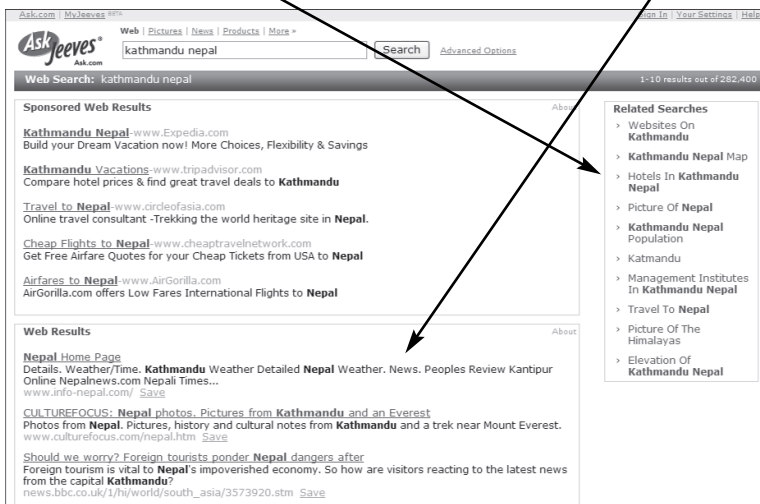 Ask.com | MyJeeves BETA
Sign In | Your Settings | Help
Ask Jeeves®
Ask.com
Web | Pictures | News | Products | More »
kathmandu nepal
Search
Advanced Options
Web Search: kathmandu nepal
1-10 results out of 282,400
Sponsored Web Results
About
Kathmandu Nepal-www.Expedia.com
Build your Dream Vacation now! More Choices, Flexibility & Savings
Kathmandu Vacations-www.tripadvisor.com
Compare hotel prices & find great travel deals to Kathmandu
Travel to Nepal-www.circleofasia.com
Online travel consultant -Trekking the world heritage site in Nepal.
Cheap Flights to Nepal-www.cheaptravelnetwork.com
Get Free Airfare Quotes for your Cheap Tickets from USA to Nepal
Airfares to Nepal-www.AirGorilla.com
AirGorilla.com offers Low Fares International Flights to Nepal
Web Results
About
Nepal Home Page
Details. Weather/Time. Kathmandu Weather Detailed Nepal Weather. News. Peoples Review Kantipur
Online Nepalnews.com Nepali Times...
www.info-nepal.com/ Save
CULTUREFOCUS: Nepal photos. Pictures from Kathmandu and an Everest
Photos from Nepal. Pictures, history and cultural notes from Kathmandu and a trek near Mount Everest.
www.culturefocus.com/nepal.htm Save
Should we worry? Foreign tourists ponder Nepal dangers after
Foreign tourism is vital to Nepal's impoverished economy. So how are visitors reacting to the latest news
from the capital Kathmandu?
news.bbc.co.uk/1/hi/world/south_asia/3573920.stm Save
Related Searches
› Websites On
Kathmandu
› Kathmandu Nepal Map
› Hotels In Kathmandu
Nepal
› Picture Of Nepal
› Kathmandu Nepal
Population
› Katmandu
› Management Institutes
In Kathmandu Nepal
› Travel To Nepal
› Picture Of The
Himalayas
› Elevation Of
Kathmandu Nepal